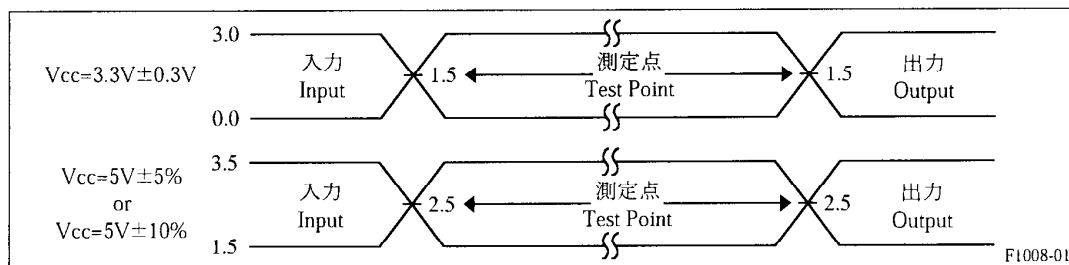 3.0
Vcc=3.3V±0.3V
入力
Input
1.5
測定点
Test Point
1.5
出力
Output
0.0
3.5
Vcc=5V±5%
or
Vcc=5V±10%
入力
Input
2.5
測定点
Test Point
2.5
出力
Output
1.5
F1008-01